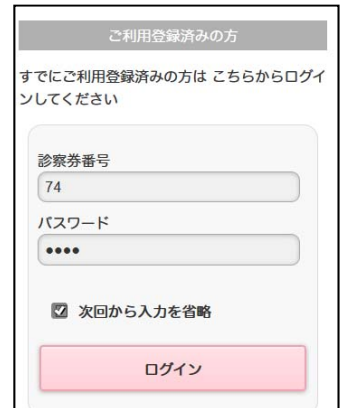 ご利用登録済みの方
すでにご利用登録済みの方は こちらからログイ
ンしてください
診察券番号
74
パスワード
••••
次回から入力を省略
ログイン